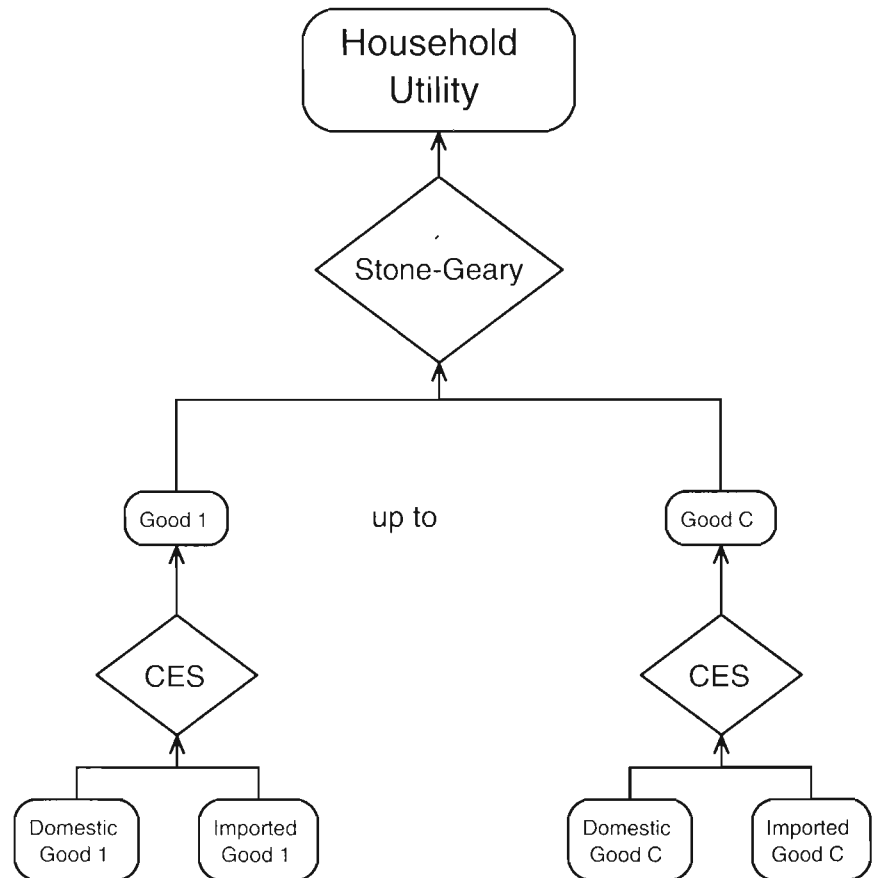 Household
Utility
Stone-Geary
Good 1
up to
Good C
CES
CES
Domestic
Good 1
Imported
Good 1
Domestic
Good C
Imported
Good C